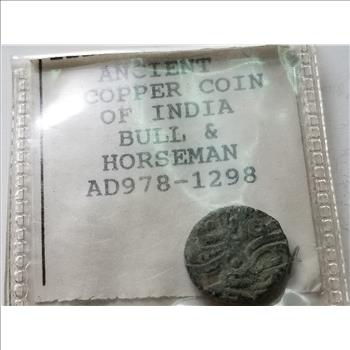 ANCIENT
COPPER COIN
OF INDIA
BULL &
HORSEMAN
AD978-1298